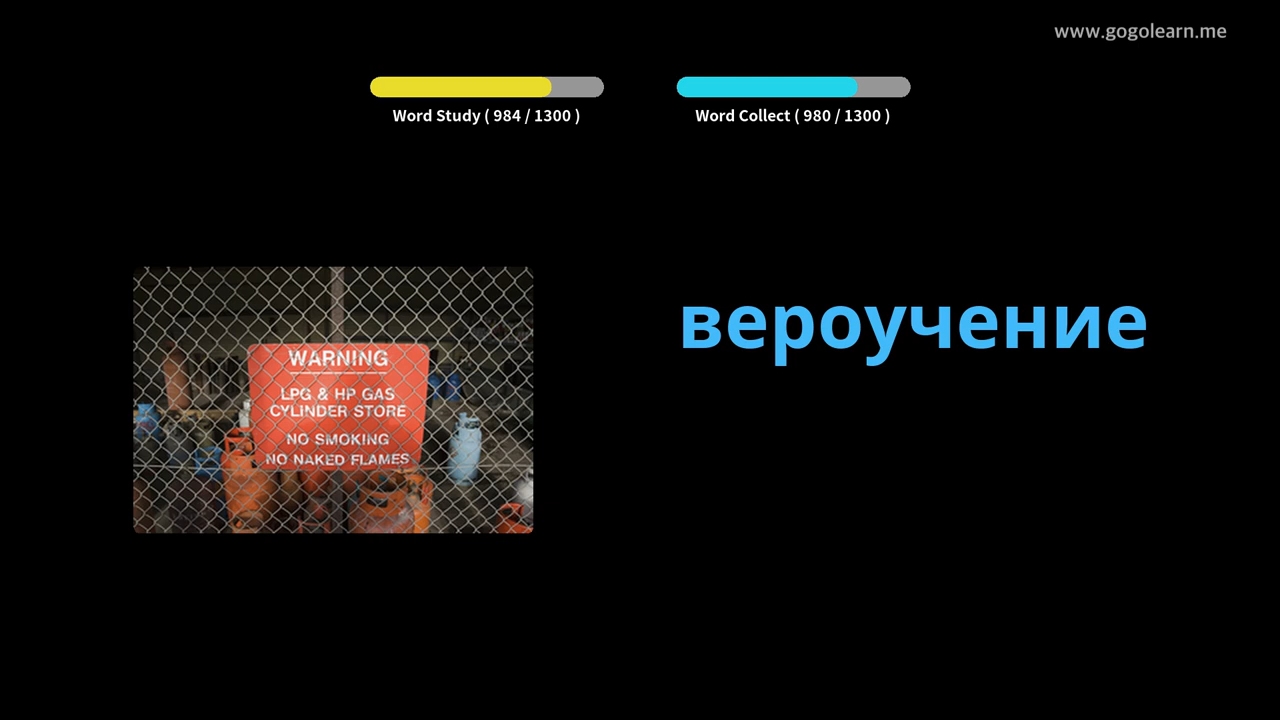 www.gogolearn.me
Word Study ( 984 / 1300 )
Word Collect ( 980 / 1300 )
вероучение
WARNING
LPG & HP GAS
CYLINDER STORE
NO SMOKING
NO NAKED FLAMES